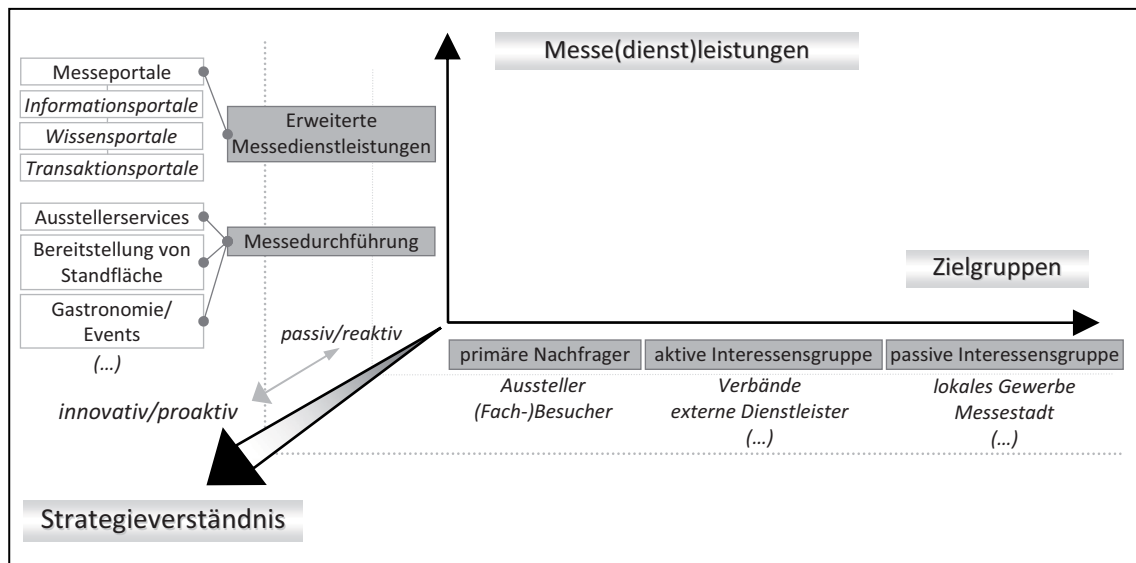 Messe(dienst)leistungen
Messeportale
Informationsportale
Wissensportale
Transaktionsportale
Erweiterte
Messedienstleistungen
Ausstellerservices
Bereitstellung von
Standfläche
Gastronomie/
Events
(...)
Messedurchführung
Zielgruppen
primäre Nachfrager
Aussteller
(Fach-)Besucher
aktive Interessensgruppe
Verbände
externe Dienstleister
(...)
passive Interessensgruppe
lokales Gewerbe
Messestadt
(...)
passiv/reaktiv
innovativ/proaktiv
Strategieverständnis